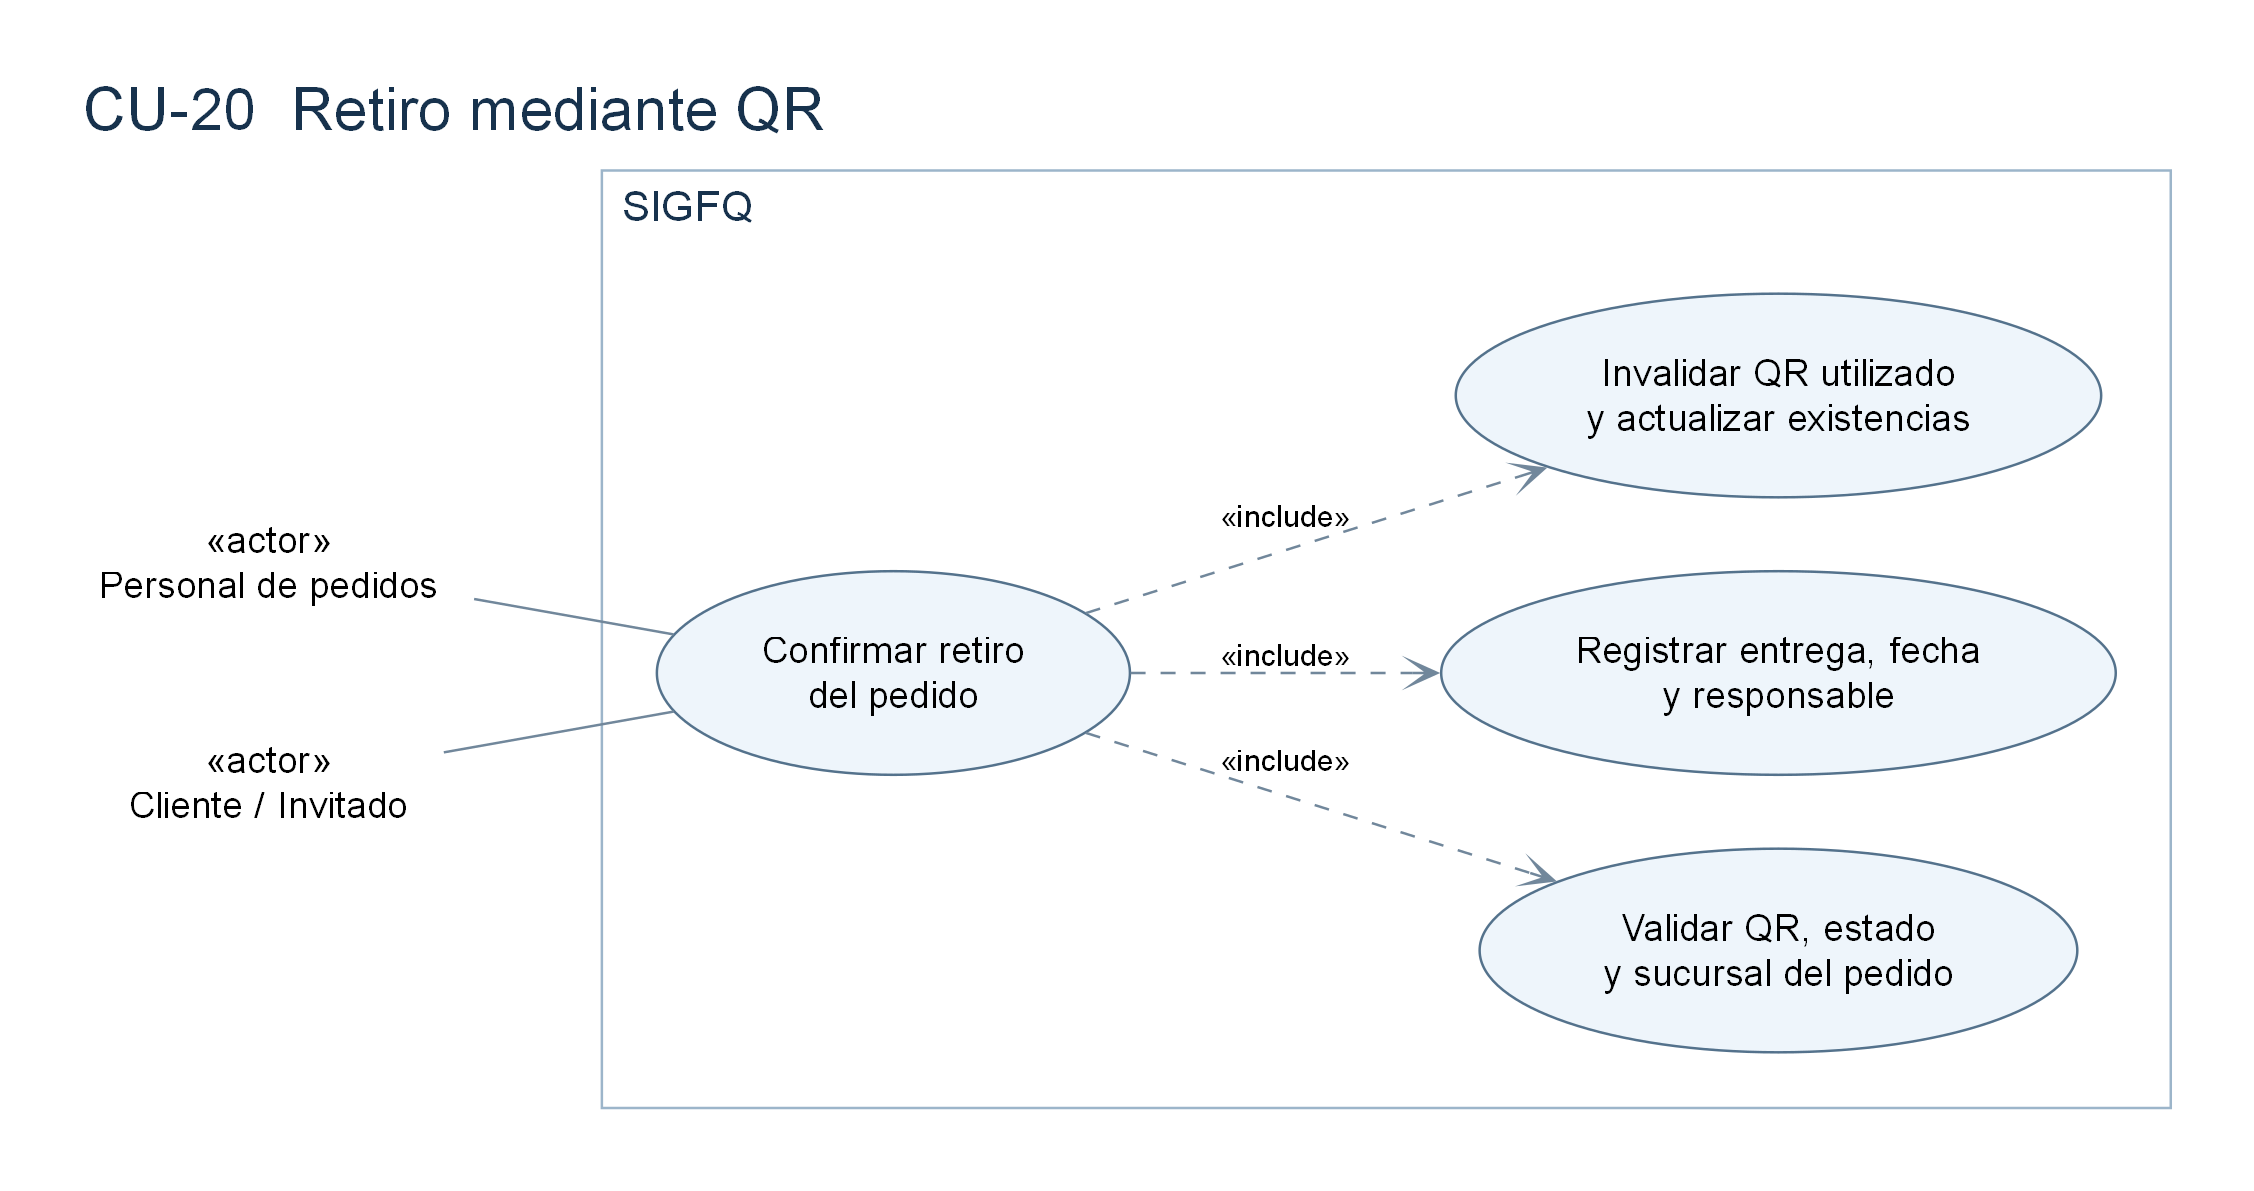 CU-20  Retiro mediante QR
SIGFQ
Invalidar QR utilizado
y actualizar existencias
«include»
«actor»
Personal de pedidos
Confirmar retiro
del pedido
«include»
Registrar entrega, fecha
y responsable
«actor»
Cliente / Invitado
«include»
Validar QR, estado
y sucursal del pedido